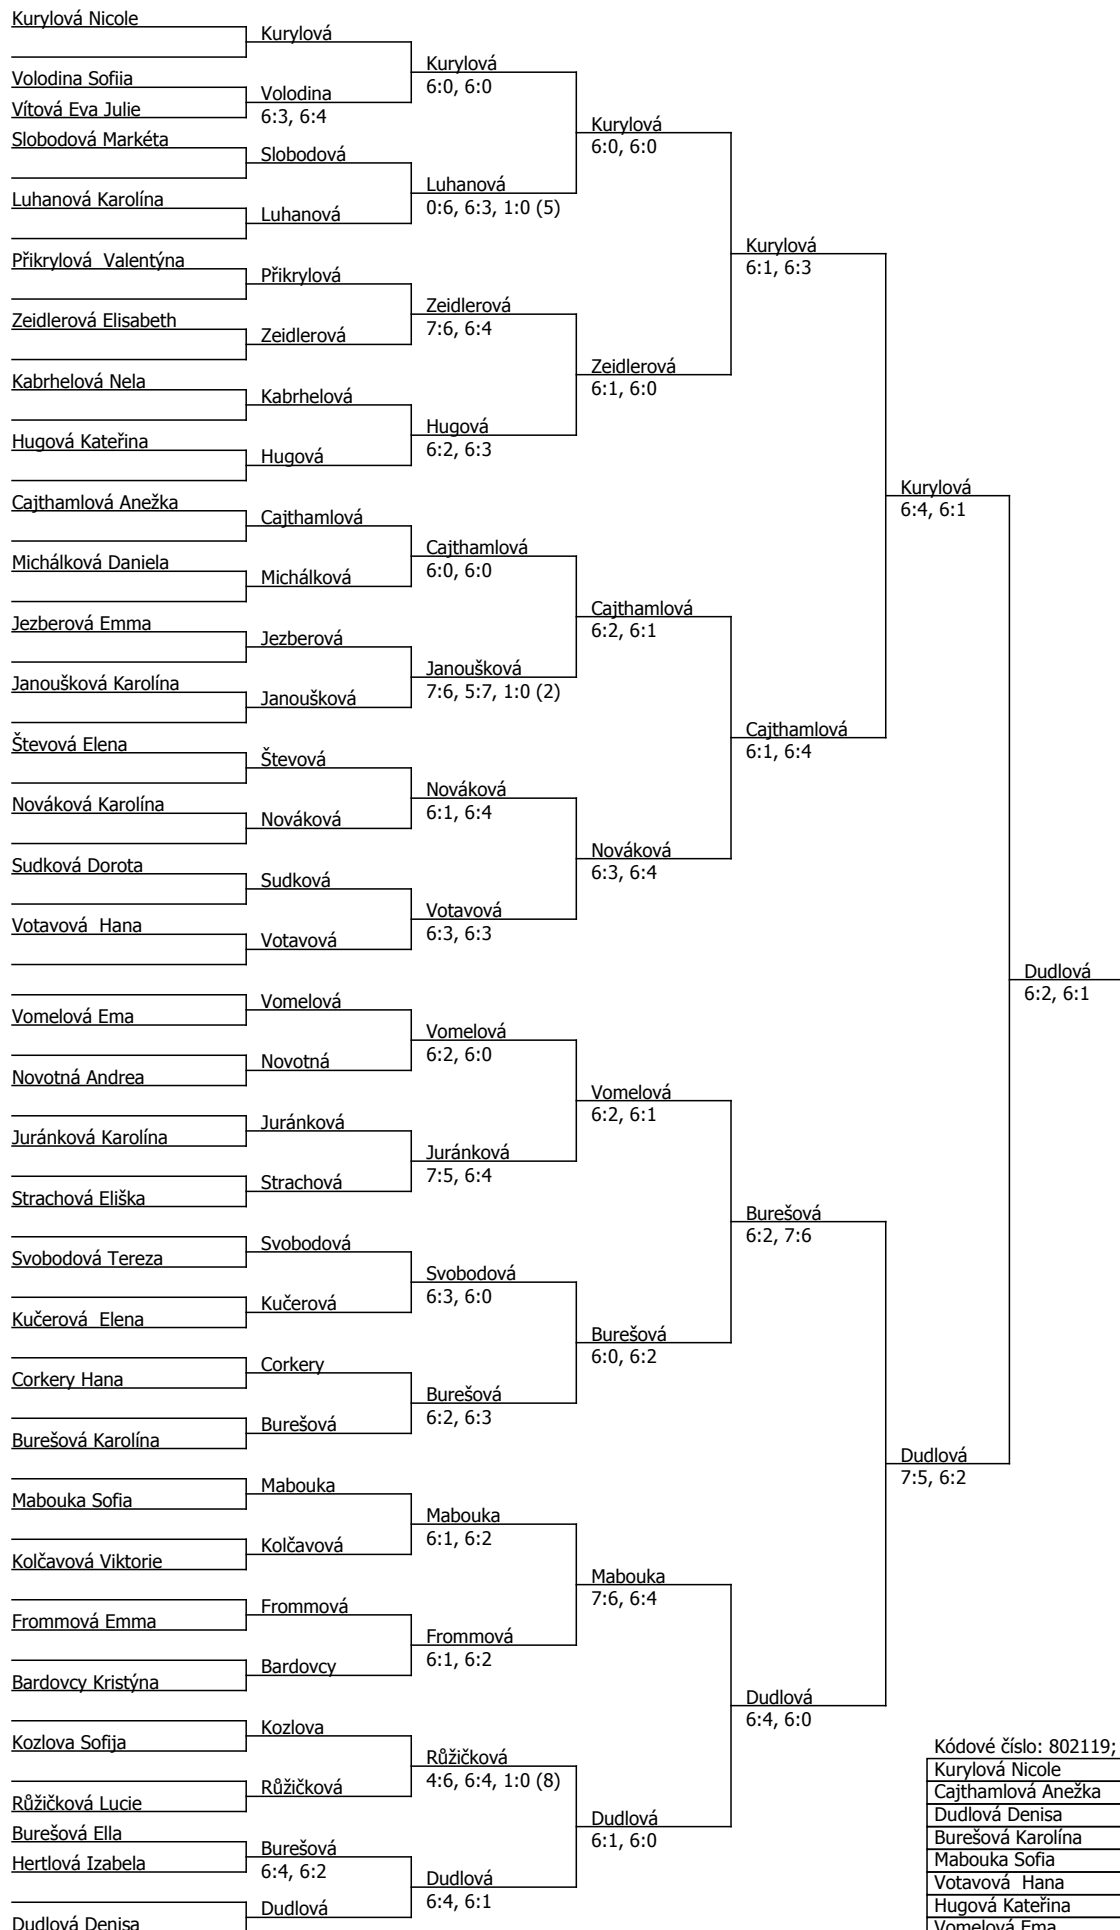 Kurylová Nicole
Volodina Sofiia
Vítová Eva Julie
Slobodová Markéta
Luhanová Karolína
Přikrylová  Valentýna
Zeidlerová Elisabeth
Kabrhelová Nela
Hugová Kateřina
Cajthamlová Anežka
Michálková Daniela
Jezberová Emma
Janoušková Karolína
Števová Elena
Nováková Karolína
Sudková Dorota
Votavová  Hana
Vomelová Ema
Novotná Andrea
Juránková Karolína
Strachová Eliška
Svobodová Tereza
Kučerová  Elena
Corkery Hana
Burešová Karolína
Mabouka Sofia
Kolčavová Viktorie
Frommová Emma
Bardovcy Kristýna
Kozlova Sofija
Růžičková Lucie
Burešová Ella
Hertlová Izabela
Dudlová Denisa
Kurylová
Volodina
6:3, 6:4
Slobodová
Luhanová
Přikrylová
Zeidlerová
Kabrhelová
Hugová
Cajthamlová
Michálková
Jezberová
Janoušková
Števová
Nováková
Sudková
Votavová
Vomelová
Novotná
Juránková
Strachová
Svobodová
Kučerová
Corkery
Burešová
Mabouka
Kolčavová
Frommová
Bardovcy
Kozlova
Růžičková
Burešová
6:4, 6:2
Dudlová
Kurylová
6:0, 6:0
Luhanová
0:6, 6:3, 1:0 (5)
Zeidlerová
7:6, 6:4
Hugová
6:2, 6:3
Cajthamlová
6:0, 6:0
Janoušková
7:6, 5:7, 1:0 (2)
Nováková
6:1, 6:4
Votavová
6:3, 6:3
Vomelová
6:2, 6:0
Juránková
7:5, 6:4
Svobodová
6:3, 6:0
Burešová
6:2, 6:3
Mabouka
6:1, 6:2
Frommová
6:1, 6:2
Růžičková
4:6, 6:4, 1:0 (8)
Dudlová
6:4, 6:1
Kurylová
6:0, 6:0
Zeidlerová
6:1, 6:0
Cajthamlová
6:2, 6:1
Nováková
6:3, 6:4
Vomelová
6:2, 6:1
Burešová
6:0, 6:2
Mabouka
7:6, 6:4
Dudlová
6:1, 6:0
Kurylová
6:1, 6:3
Cajthamlová
6:1, 6:4
Burešová
6:2, 7:6
Dudlová
6:4, 6:0
Kurylová
6:4, 6:1
Dudlová
7:5, 6:2
Dudlová
6:2, 6:1
Kódové číslo: 802119;
Kurylová Nicole
Cajthamlová Anežka
Dudlová Denisa
Burešová Karolína
Mabouka Sofia
Votavová  Hana
Hugová Kateřina
Vomelová Ema